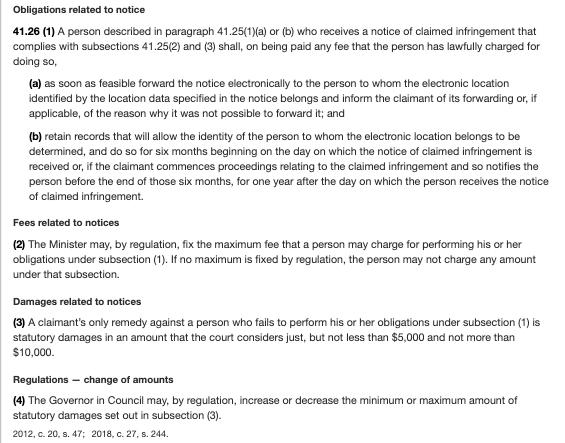 Obligations related to notice
41.26 (1) A person described in paragraph 41.25(1)(a) or (b) who receives a notice of claimed infringement that
complies with subsections 41.25(2) and (3) shall, on being paid any fee that the person has lawfully charged for
doing so,
(a) as soon as feasible forward the notice electronically to the person to whom the electronic location
identified by the location data specified in the notice belongs and inform the claimant of its forwarding or, if
applicable, of the reason why it was not possible to forward it; and
(b) retain records that will allow the identity of the person to whom the electronic location belongs to be
determined, and do so for six months beginning on the day on which the notice of claimed infringement is
received or, if the claimant commences proceedings relating to the claimed infringement and so notifies the
person before the end of those six months, for one year after the day on which the person receives the notice
of claimed infringement.
Fees related to notices
(2) The Minister may, by regulation, fix the maximum fee that a person may charge for performing his or her
obligations under subsection (1). If no maximum is fixed by regulation, the person may not charge any amount
under that subsection.
Damages related to notices
(3) A claimant’s only remedy against a person who fails to perform his or her obligations under subsection (1) is
statutory damages in an amount that the court considers just, but not less than $5,000 and not more than
$10,000.
Regulations — change of amounts
(4) The Governor in Council may, by regulation, increase or decrease the minimum or maximum amount of
statutory damages set out in subsection (3).
2012, c. 20, s. 47; 2018, c. 27, s. 244.